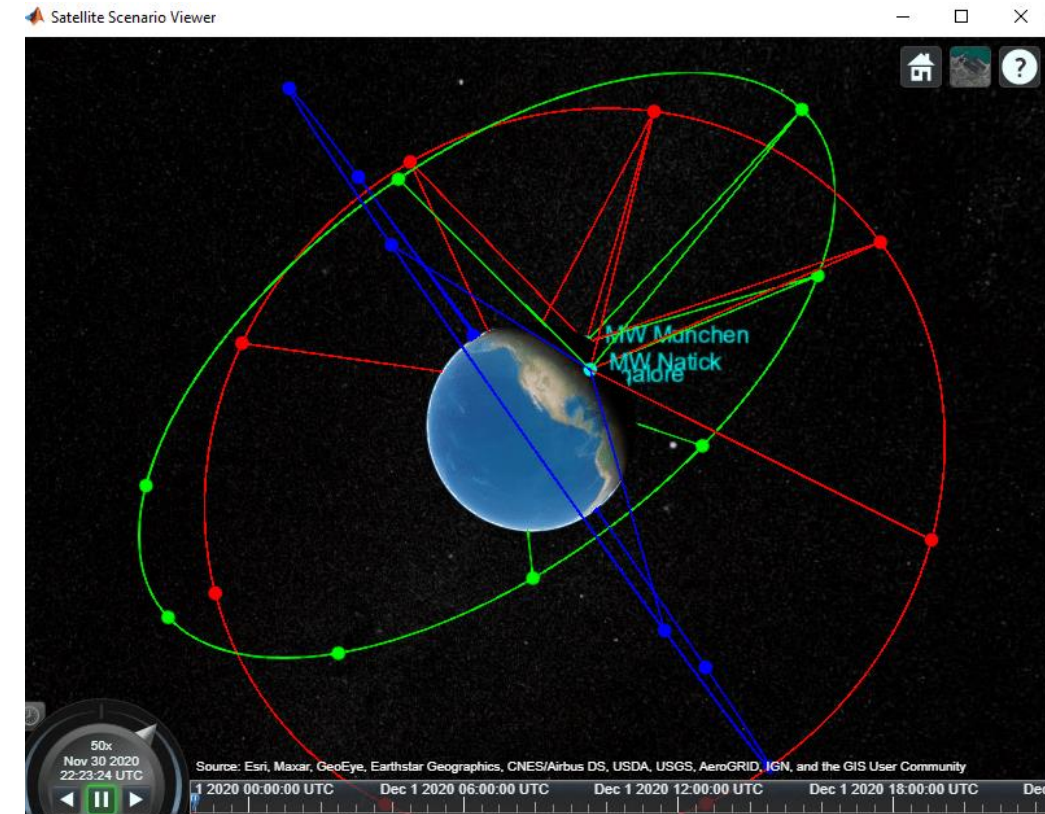 Satellite Scenario Viewer
?
MW Munchen
MW Natick
alore
50x
Nov 30 2020
22:23:24 UTC
Source: Esri, Maxar, GeoEye, Earthstar Geographics, CNES/Airbus DS, USDA, USGS, AeroGRID, IGN, and the GIS User Community
1 2020 00:00:00 UTC
Dec 1 2020 06:00:00 UTC
Dec 1 2020 12:00:00 UTC
Dec 1 2020 18:00:00 UTC
Dec